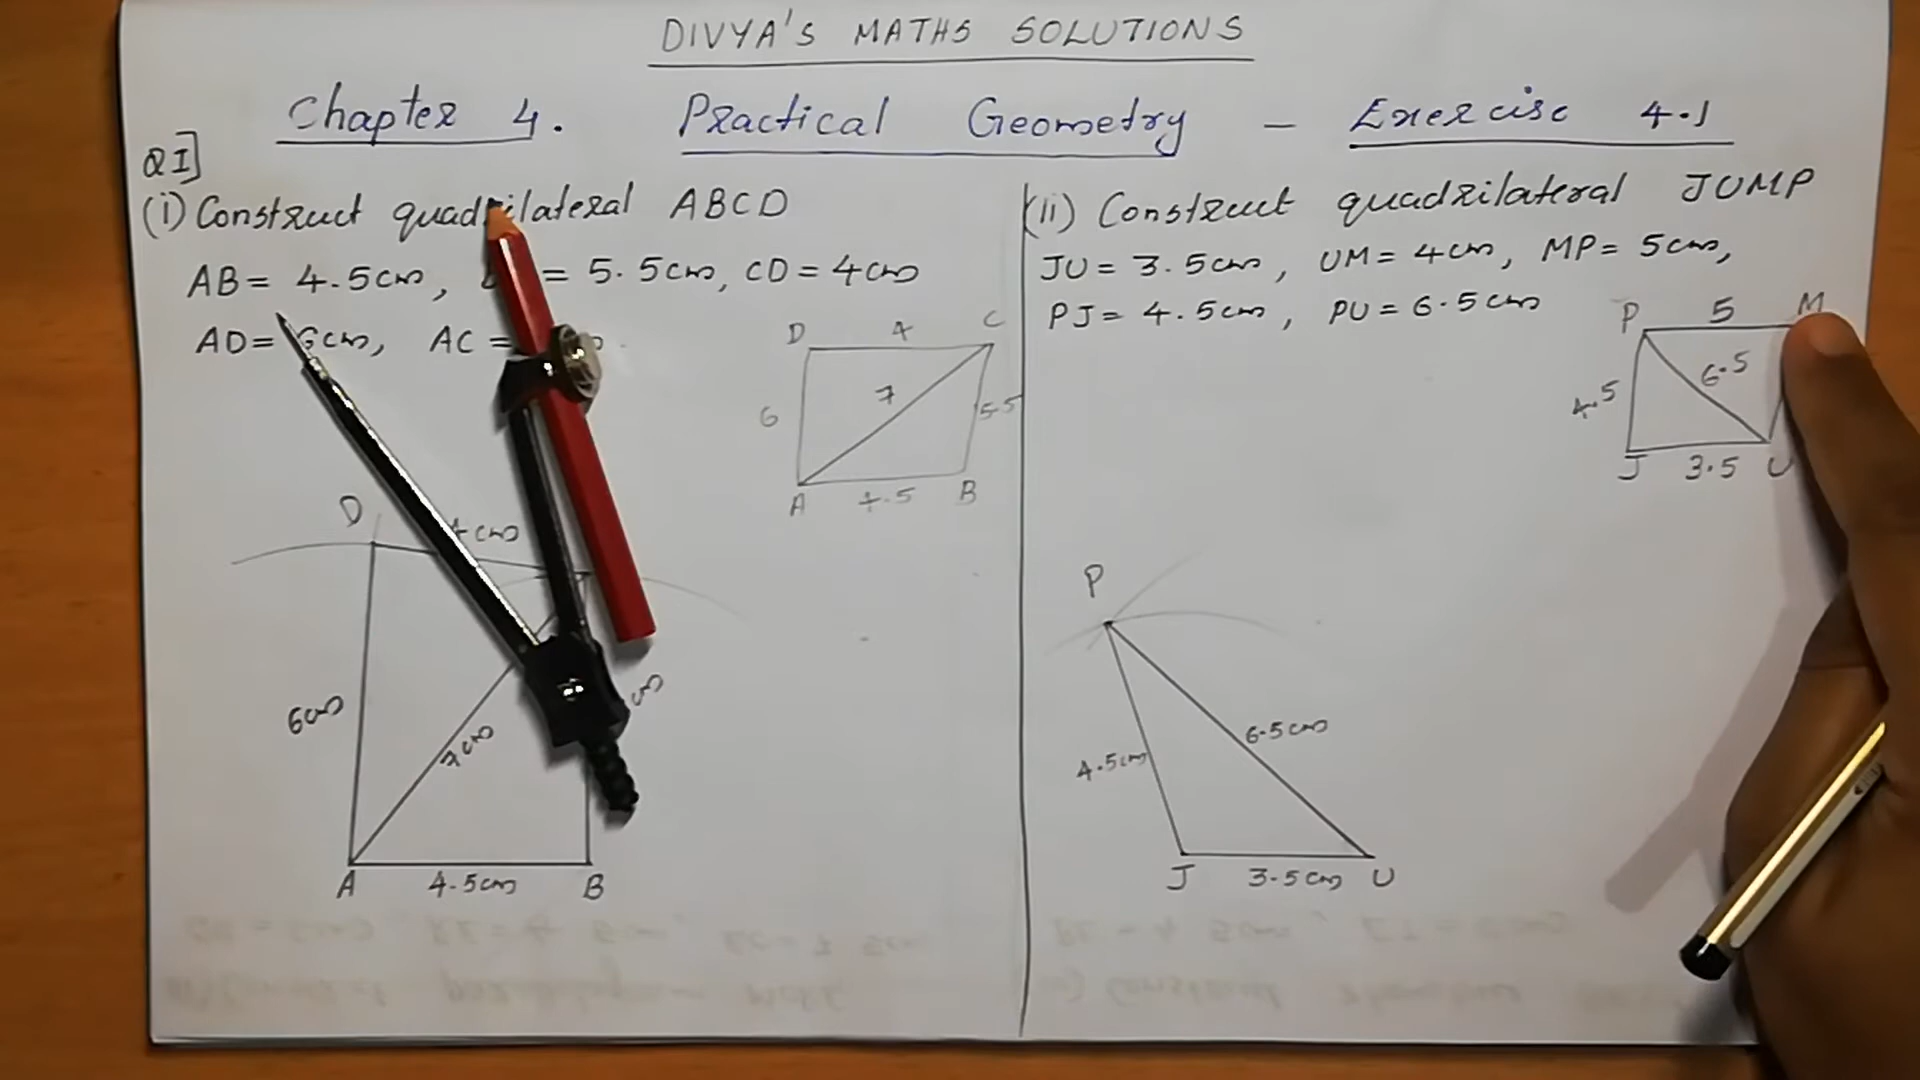 DIVYA'S MATHS SOLUTIONS
Chapter 4. Practical Geometry - Exercise 4.1
Q I]
(i) Construct quadrilateral ABCD
AB = 4.5cm, = 5.5cm, CD = 4cm
AD = 6cm, AC =
D 4 C
6 7 5.5
A 4.5 B
D 4cm
6cm 7cm cm
A 4.5cm B
(ii) Construct quadrilateral JUMP
JU = 3.5cm, UM = 4cm, MP = 5cm,
PJ = 4.5cm, PU = 6.5cm
P 5 M
4.5 6.5
J 3.5 U
P
4.5cm 6.5cm
J 3.5cm U